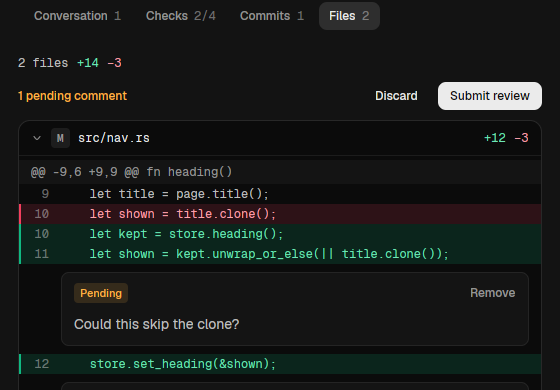 Conversation 1 Checks 2/4 Commits 1 Files 2
2 files +14 −3
1 pending comment Discard Submit review
M src/nav.rs +12 −3
@@ -9,6 +9,9 @@ fn heading()
9 let title = page.title();
10 let shown = title.clone();
10 let kept = store.heading();
11 let shown = kept.unwrap_or_else(|| title.clone());
Pending Remove
Could this skip the clone?
12 store.set_heading(&shown);